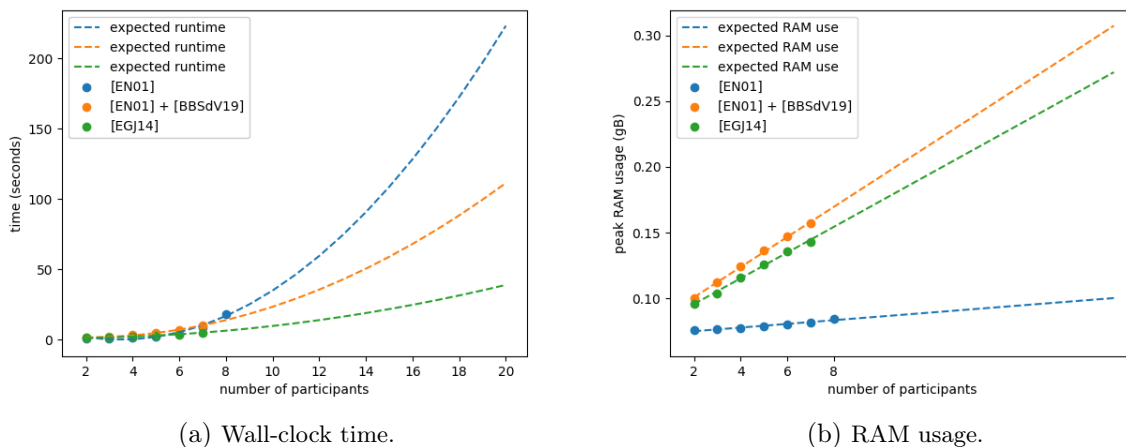 expected runtime
expected runtime
expected runtime
[EN01]
[EN01] + [BBSdV19]
[EGJ14]
time (seconds)
200
150
100
50
0
2 4 6 8 10 12 14 16 18 20
number of participants
(a) Wall-clock time.
expected RAM use
expected RAM use
expected RAM use
[EN01]
[EN01] + [BBSdV19]
[EGJ14]
peak RAM usage (gB)
0.30
0.25
0.20
0.15
0.10
2 4 6 8
number of participants
(b) RAM usage.